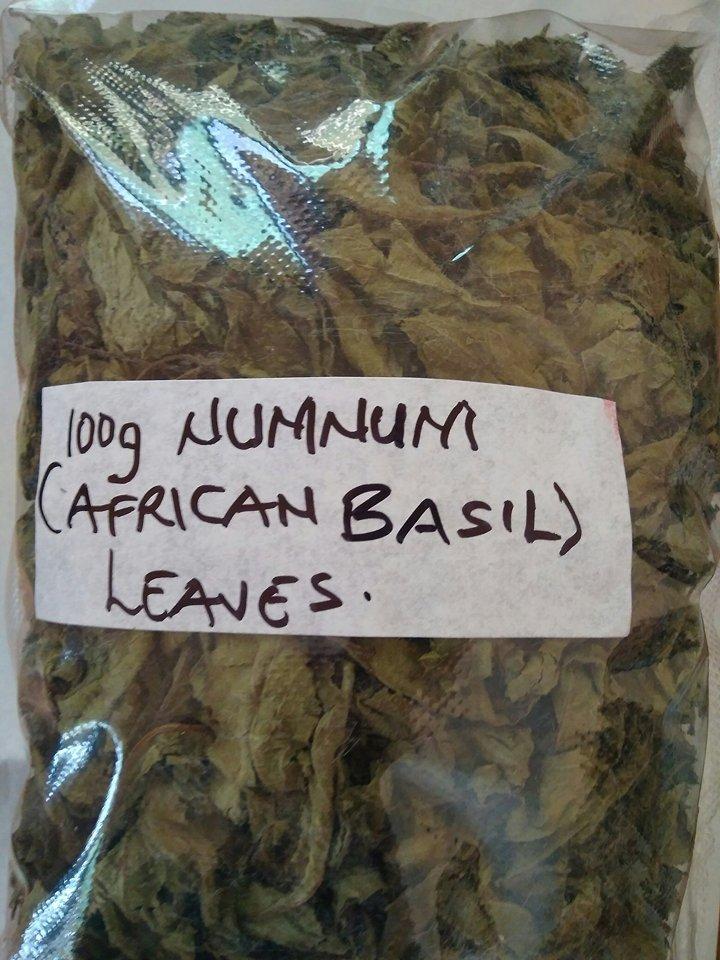 100g NUMNUM
(AFRICAN BASIL)
LEAVES.